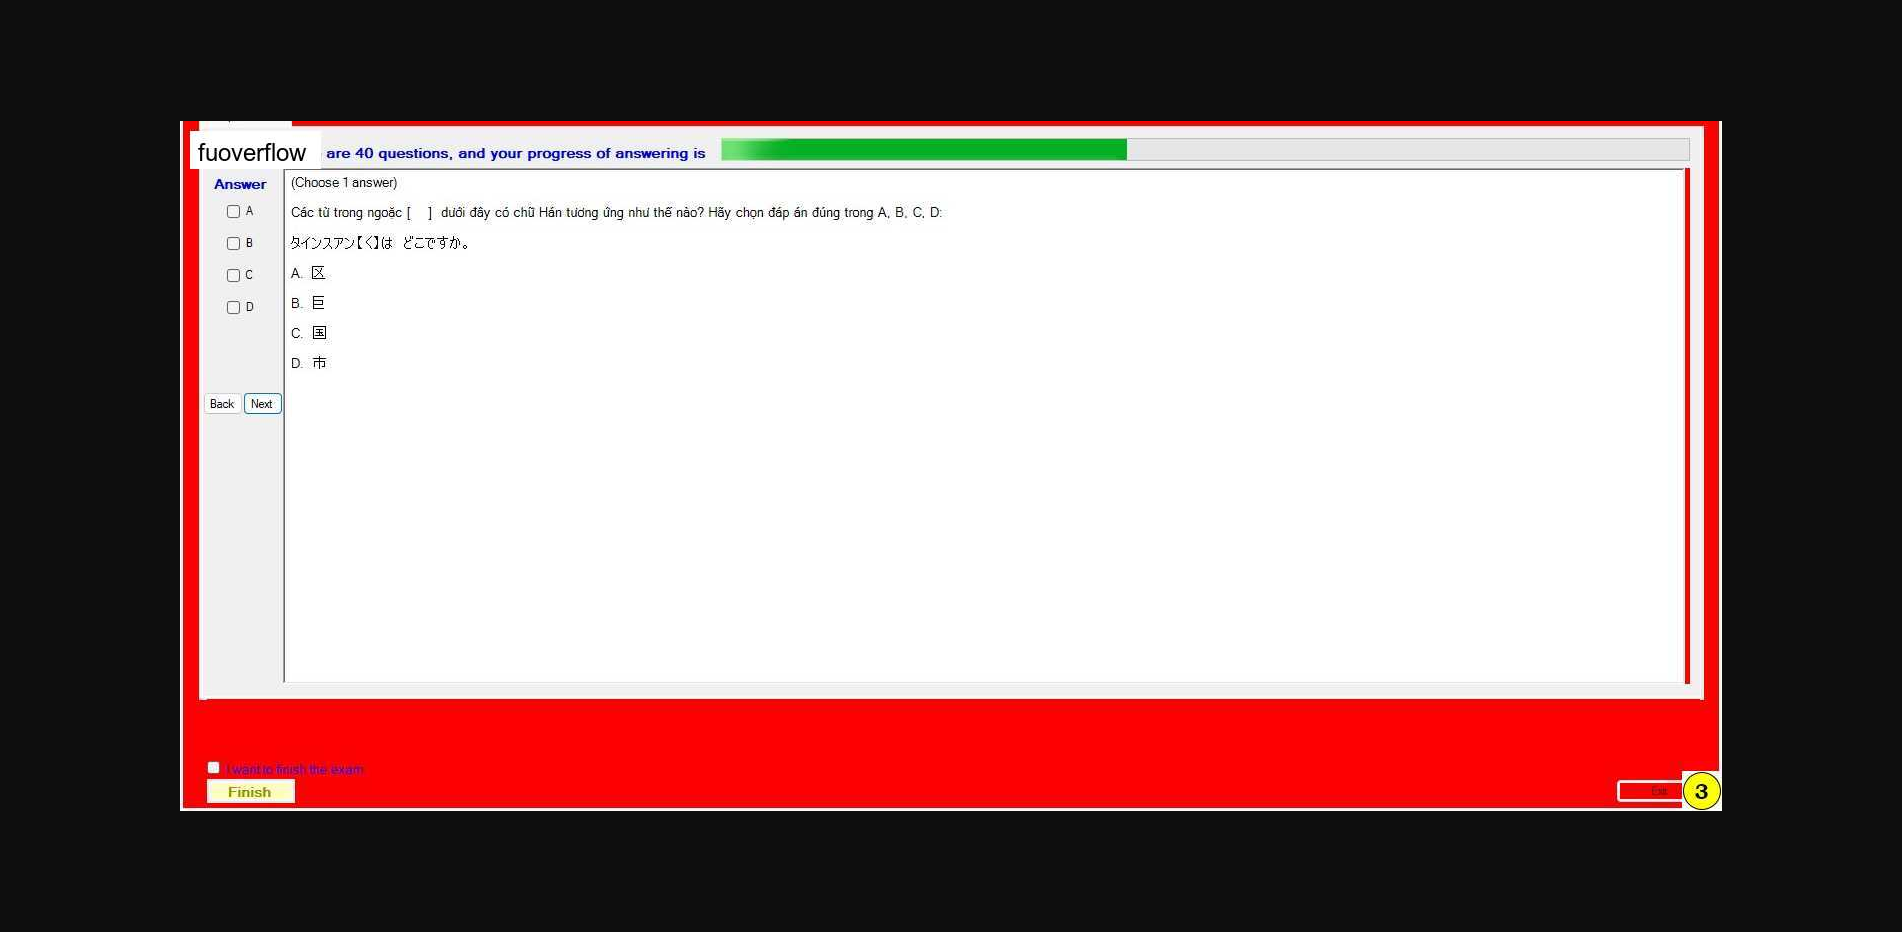 fuoverflow are 40 questions, and your progress of answering is
Answer
(Choose 1 answer)
A
Các từ trong ngoặc [ ] dưới đây có chữ Hán tương ứng như thế nào? Hãy chọn đáp án đúng trong A, B, C, D:
B
タインスアン【く】は どこですか。
C
A. 区
D
B. 巨
C. 国
D. 市
Back Next
I want to finish the exam
Finish
Exit 3